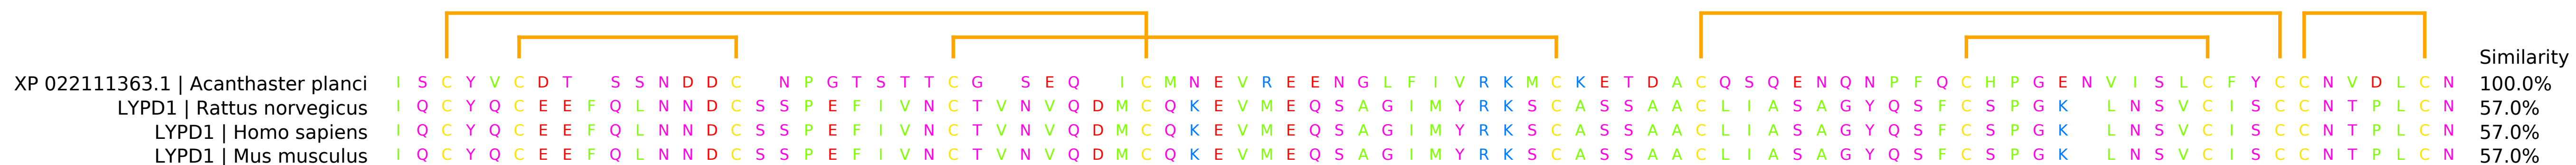 Similarity
XP 022111363.1 | Acanthaster planci I S C Y V C D T S S N D D C N P G T S T T C G S E Q I C M N E V R E E N G L F I V R K M C K E T D A C Q S Q E N Q N P F Q C H P G E N V I S L C F Y C C N V D L C N 100.0%
LYPD1 | Rattus norvegicus I Q C Y Q C E E F Q L N N D C S S P E F I V N C T V N V Q D M C Q K E V M E Q S A G I M Y R K S C A S S A A C L I A S A G Y Q S F C S P G K L N S V C I S C C N T P L C N 57.0%
LYPD1 | Homo sapiens I Q C Y Q C E E F Q L N N D C S S P E F I V N C T V N V Q D M C Q K E V M E Q S A G I M Y R K S C A S S A A C L I A S A G Y Q S F C S P G K L N S V C I S C C N T P L C N 57.0%
LYPD1 | Mus musculus I Q C Y Q C E E F Q L N N D C S S P E F I V N C T V N V Q D M C Q K E V M E Q S A G I M Y R K S C A S S A A C L I A S A G Y Q S F C S P G K L N S V C I S C C N T P L C N 57.0%